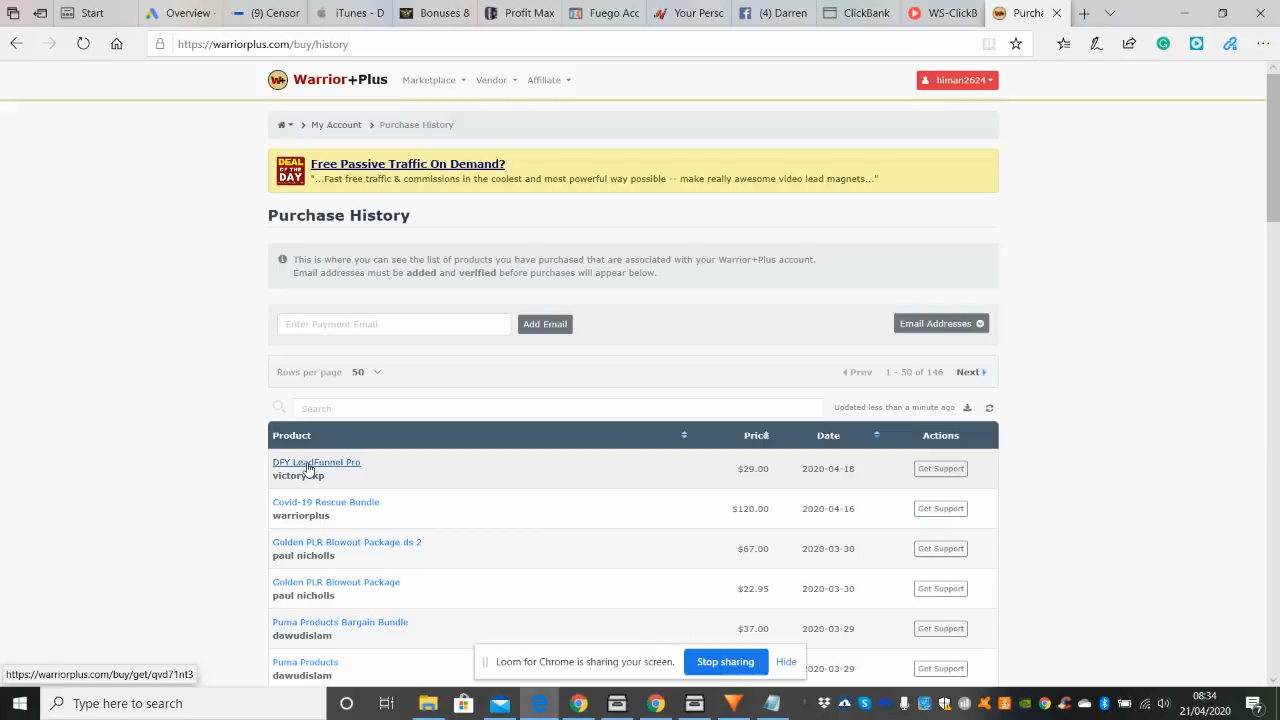 Start
Overview
(Censor
iTunes - D
Bonuses 8
Profit Max
Fuego Acc
Your Persc
(4) Darren
ClickBank
WS-ClickB
Purcha
https://warriorplus.com/buy/history
Warrior+Plus
Marketplace
Vendor
Affiliate
himan2624
My Account
Purchase History
DEAL OF THE DAY
Free Passive Traffic On Demand?
"...Fast free traffic & commissions in the coolest and most powerful way possible -- make really awesome video lead magnets..."
Purchase History
This is where you can see the list of products you have purchased that are associated with your Warrior+Plus account.
Email addresses must be added and verified before purchases will appear below.
Enter Payment Email
Add Email
Email Addresses
Rows per page 50
Prev 1 - 50 of 146 Next
Search
Updated less than a minute ago
Product Price Date Actions
DFY LeadFunnel Pro
$29.00 2020-04-18 Get Support
Covid-19 Rescue Bundle
warriorplus
$120.00 2020-04-16 Get Support
Golden PLR Blowout Package ds 2
paul nicholls
$67.00 2020-03-30 Get Support
Golden PLR Blowout Package
paul nicholls
$22.95 2020-03-30 Get Support
Puma Products Bargain Bundle
dawudislam
$37.00 2020-03-29 Get Support
Puma Products
dawudislam
03-29 Get Support
Loom for Chrome is sharing your screen. Stop sharing Hide
https://warriorplus.com/buy/get/qvd71nt3
Type here to search
08:34
21/04/2020